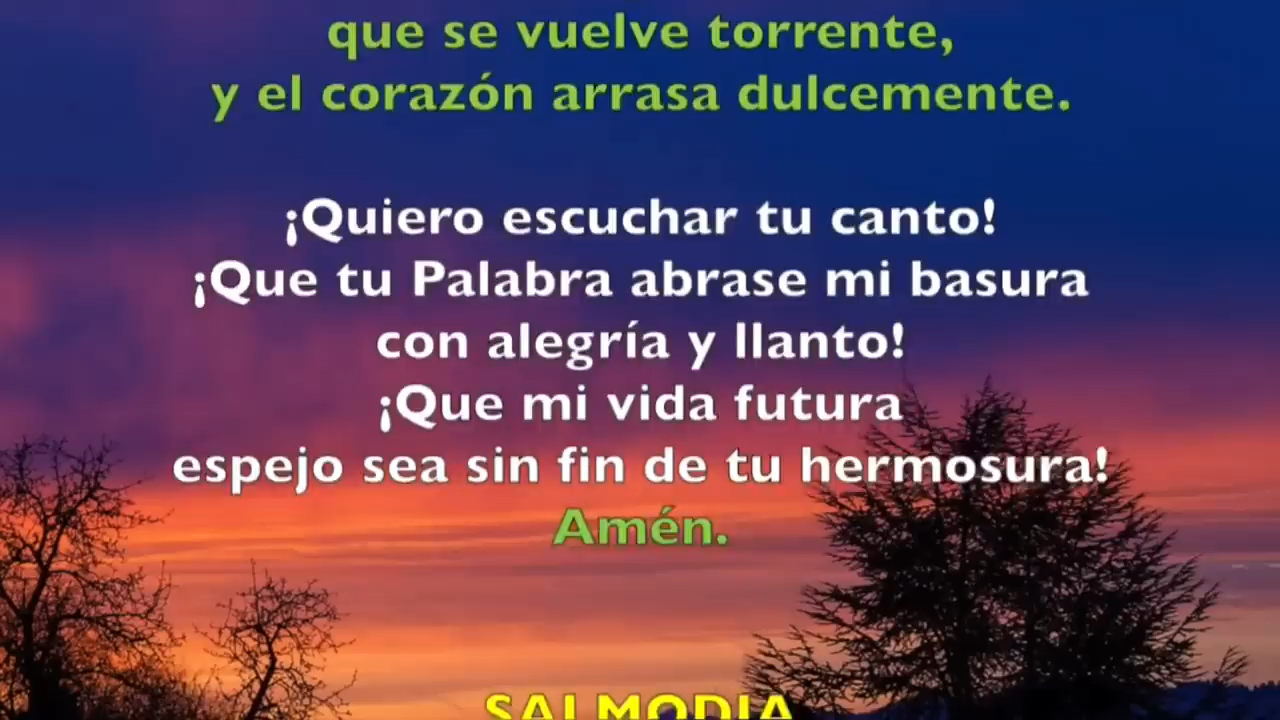 que se vuelve torrente,
y el corazón arrasa dulcemente.
¡Quiero escuchar tu canto!
¡Que tu Palabra abrase mi basura
con alegría y llanto!
¡Que mi vida futura
espejo sea sin fin de tu hermosura!
Amén.
SALMODIA